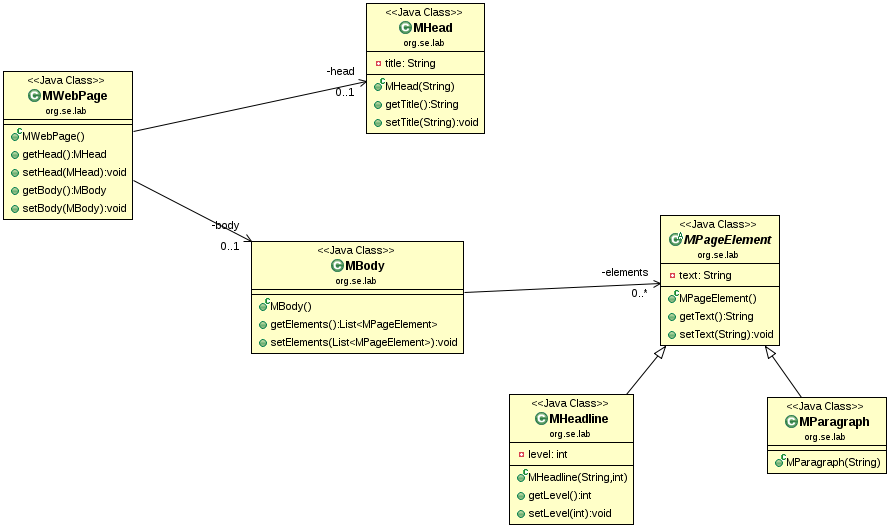 <<Java Class>>
MHead
org.se.lab
title: String
MHead(String)
getTitle():String
setTitle(String):void
-head
0..1
<<Java Class>>
MWebPage
org.se.lab
MWebPage()
getHead():MHead
setHead(MHead):void
getBody():MBody
setBody(MBody):void
-body
0..1
<<Java Class>>
MBody
org.se.lab
MBody()
getElements():List<MPageElement>
setElements(List<MPageElement>):void
-elements
0..*
<<Java Class>>
MPageElement
org.se.lab
text: String
MPageElement()
getText():String
setText(String):void
<<Java Class>>
MHeadline
org.se.lab
level: int
MHeadline(String,int)
getLevel():int
setLevel(int):void
<<Java Class>>
MParagraph
org.se.lab
MParagraph(String)